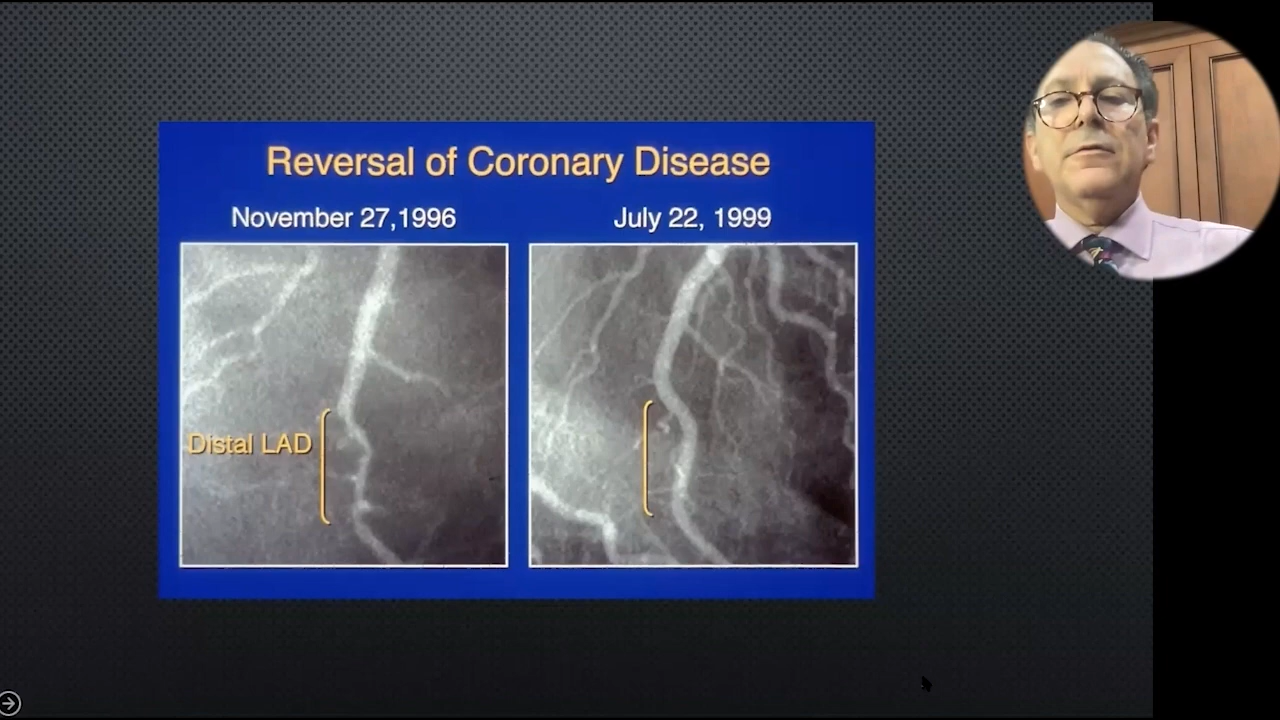 Reversal of Coronary Disease
November 27,1996
July 22, 1999
Distal LAD